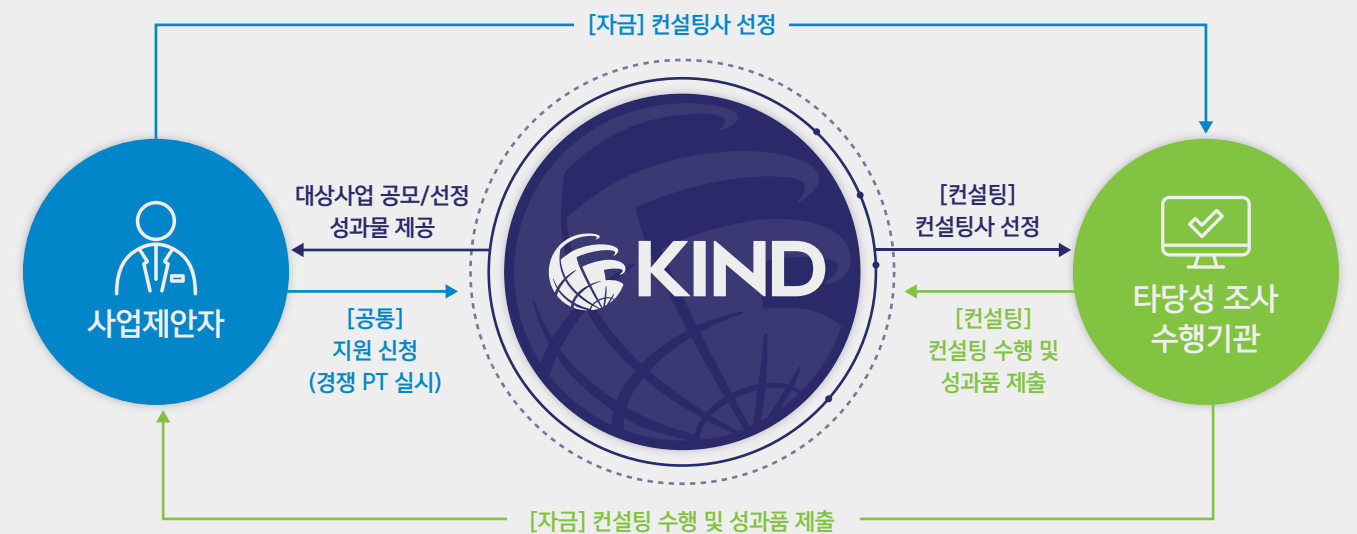 [자금] 컨설팅사 선정
대상사업 공모/선정
성과물 제공
[컨설팅]
컨설팅사 선정
KIND
사업제안자
[공통]
지원 신청
(경쟁 PT 실시)
[컨설팅]
컨설팅 수행 및
성과품 제출
타당성 조사
수행기관
[자금] 컨설팅 수행 및 성과품 제출